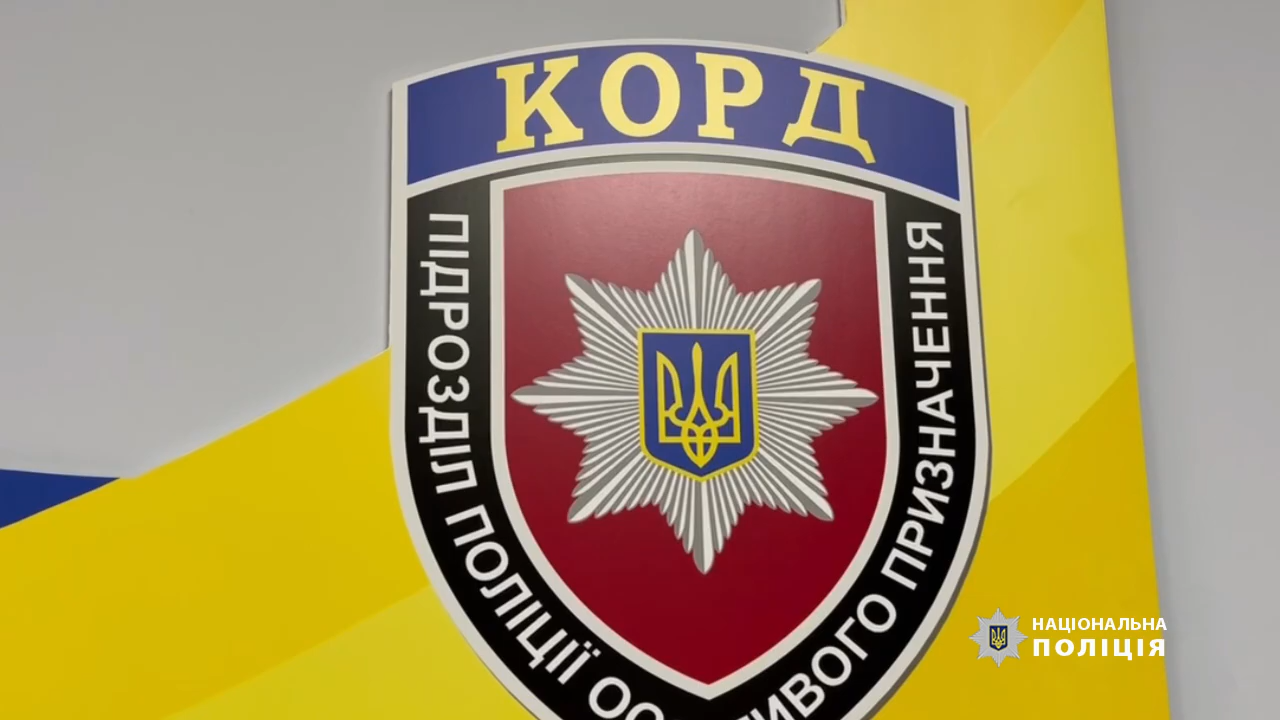 КОРД
ПІДРОЗДІЛ ПОЛІЦІЇ
ПРИЗНАЧЕННЯ
НАЦІОНАЛЬНА
ПОЛІЦІЯ